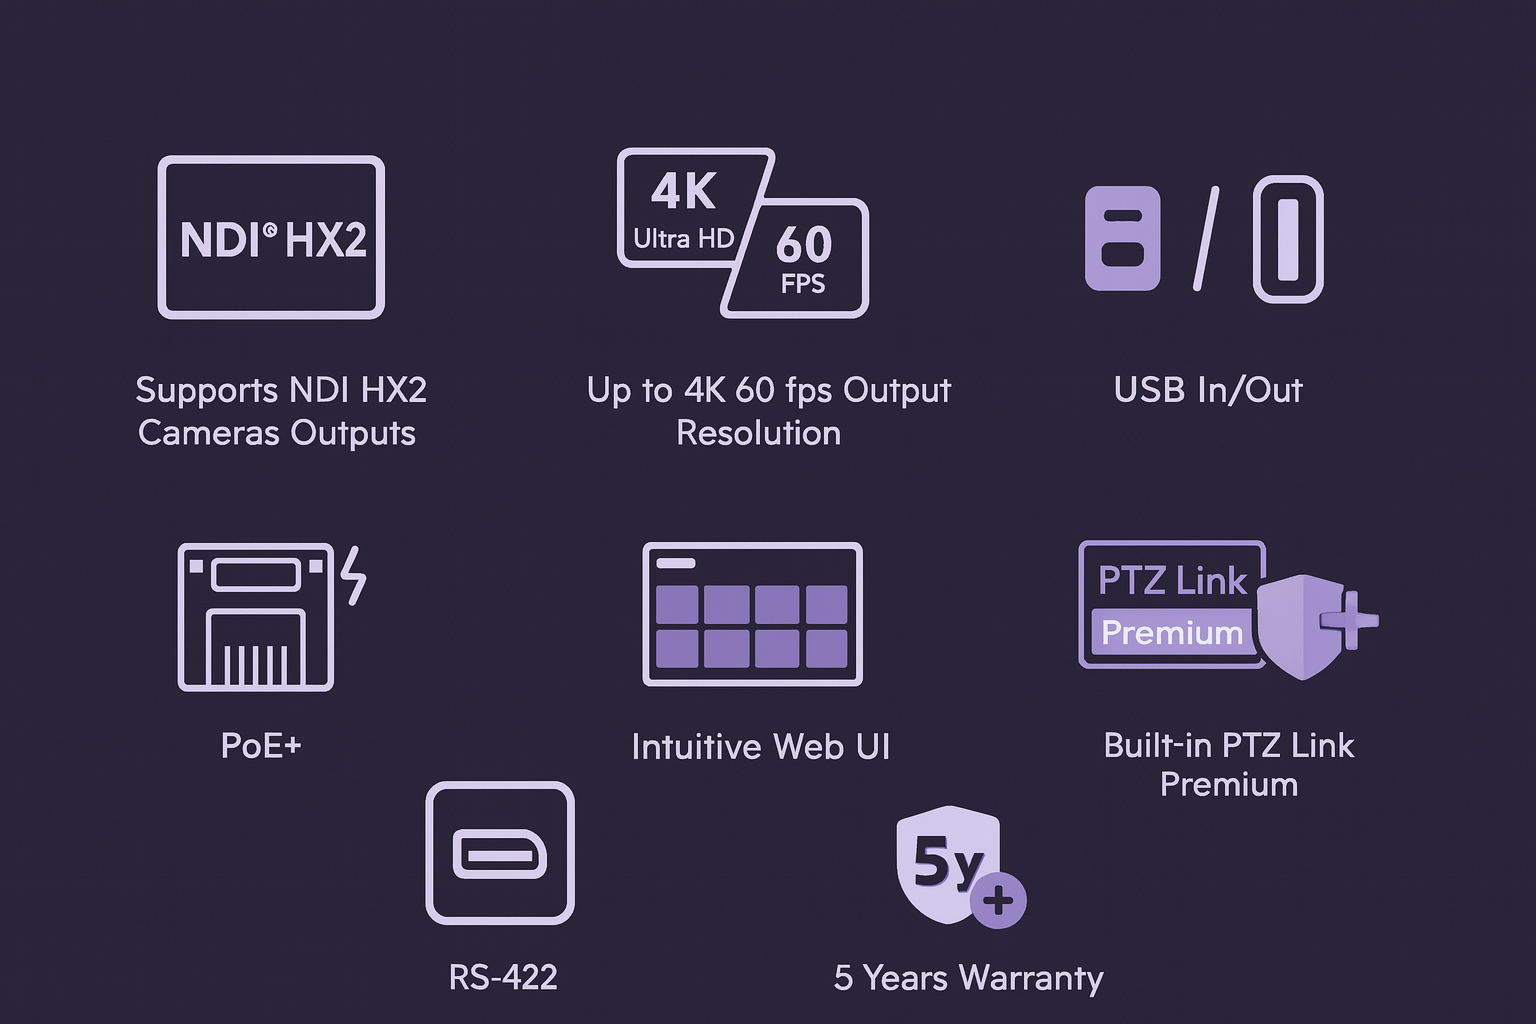 NDI® HX2
4K
Ultra HD
60
FPS
Supports NDI HX2
Cameras Outputs
Up to 4K 60 fps Output
Resolution
USB In/Out
PTZ Link
Premium
PoE+
Intuitive Web UI
Built-in PTZ Link
Premium
5y
+
RS-422
5 Years Warranty